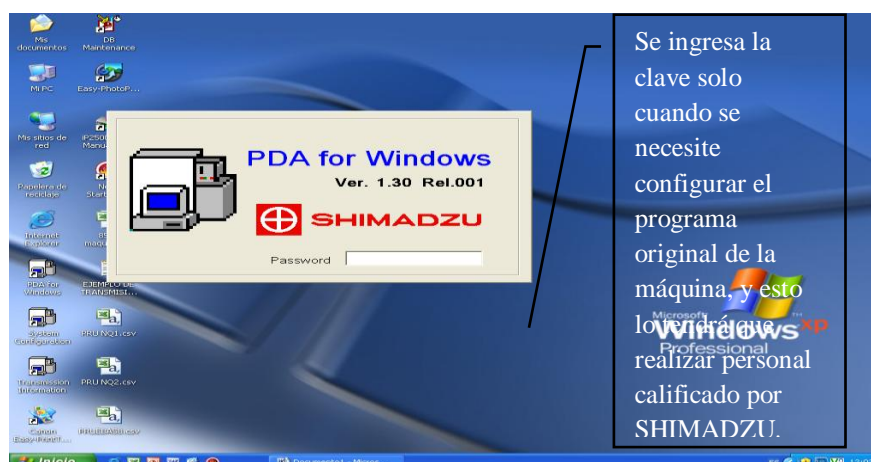 Mis documentos
DB Maintenance
Mi PC
Easy-PhotoP...
Mis sitios de red
Papelera de reciclaje
Internet Explorer
PDA for Windows
System Configuration
PRU NQ1.csv
Transmission Information
PRU NQ2.csv
Canon
PDA for Windows
Ver. 1.30 Rel.001
SHIMADZU
Password
Se ingresa la
clave solo
cuando se
necesite
configurar el
programa
original de la
máquina, y esto
lo tendrá que
realizar personal
calificado por
SHIMADZU.
Microsoft
Windows xp
Professional
Inicio